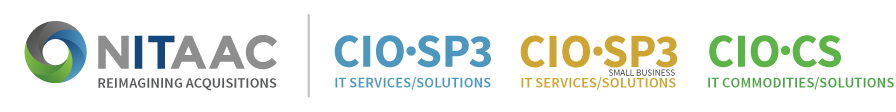 NITAAC
REIMAGINING ACQUISITIONS
CIO•SP3
IT SERVICES/SOLUTIONS
CIO•SP3
SMALL BUSINESS
IT SERVICES/SOLUTIONS
CIO•CS
IT COMMODITIES/SOLUTIONS